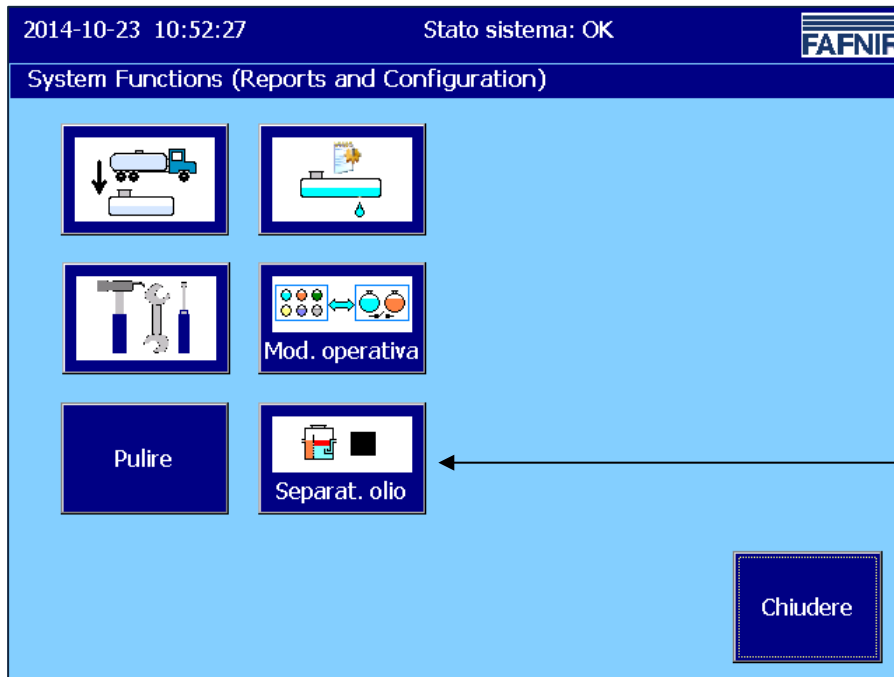 2014-10-23 10:52:27 Stato sistema: OK
FAFNIR
System Functions (Reports and Configuration)
Mod. operativa
Pulire
Separat. olio
Chiudere